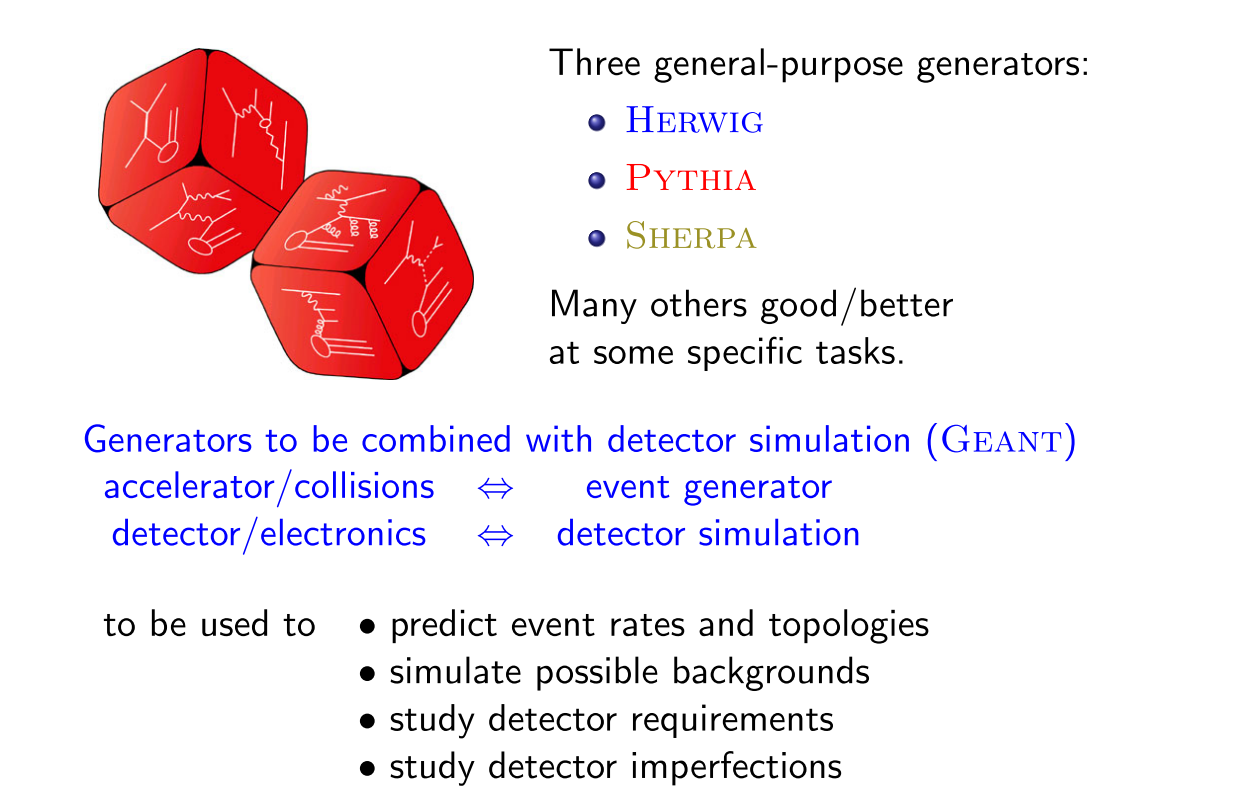 Three general-purpose generators:
HERWIG
PYTHIA
SHERPA
Many others good/better
at some specific tasks.
Generators to be combined with detector simulation (GEANT)
accelerator/collisions ⇔ event generator
detector/electronics ⇔ detector simulation
to be used to • predict event rates and topologies
• simulate possible backgrounds
• study detector requirements
• study detector imperfections